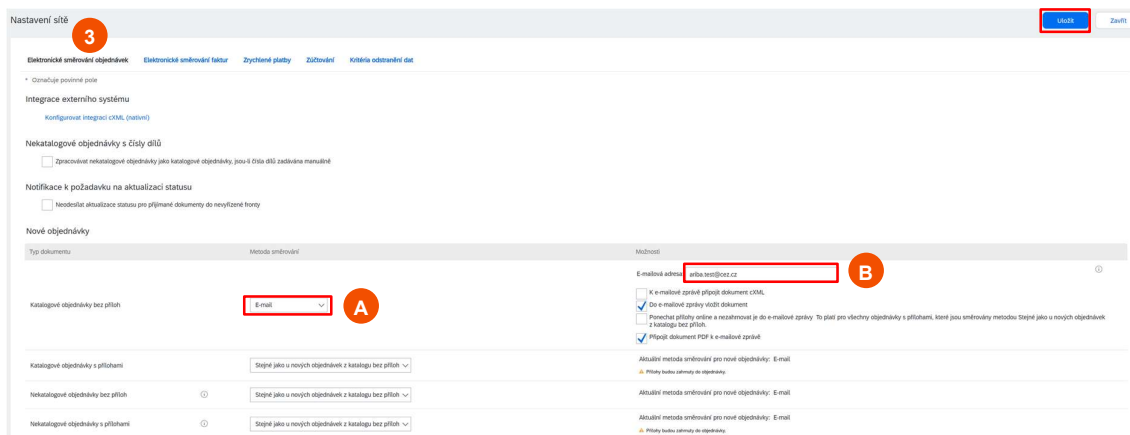 Nastavení sítě
Uložit
Zavřít
3
Elektronické směrování objednávek
Elektronické směrování faktur
Zrychlené platby
Zúčtování
Kritéria odstranění dat
* Označuje povinné pole
Integrace externího systému
Konfigurovat integraci cXML (nativní)
Nekatalogové objednávky s čísly dílů
Zpracovávat nekatalogové objednávky jako katalogové objednávky, jsou-li čísla dílů zadávána manuálně
Notifikace k požadavku na aktualizaci statusu
Neodesílat aktualizace statusu pro přijímané dokumenty do nevyřízené fronty
Nové objednávky
Typ dokumentu
Metoda směrování
Možnosti
E-mailová adresa:
ariba.test@cez.cz
B
Katalogové objednávky bez příloh
E-mail
A
K e-mailové zprávě připojit dokument cXML
Do e-mailové zprávy vložit dokument
Ponechat přílohy online a nezahrnovat je do e-mailové zprávy To platí pro všechny objednávky s přílohami, které jsou směrovány metodou Stejné jako u nových objednávek
z katalogu bez příloh.
Připojit dokument PDF k e-mailové zprávě
Katalogové objednávky s přílohami
Stejné jako u nových objednávek z katalogu bez příloh
Aktuální metoda směrování pro nové objednávky: E-mail
Přílohy budou zahrnuty do objednávky.
Nekatalogové objednávky bez příloh
Stejné jako u nových objednávek z katalogu bez příloh
Aktuální metoda směrování pro nové objednávky: E-mail
Nekatalogové objednávky s přílohami
Stejné jako u nových objednávek z katalogu bez příloh
Aktuální metoda směrování pro nové objednávky: E-mail
Přílohy budou zahrnuty do objednávky.